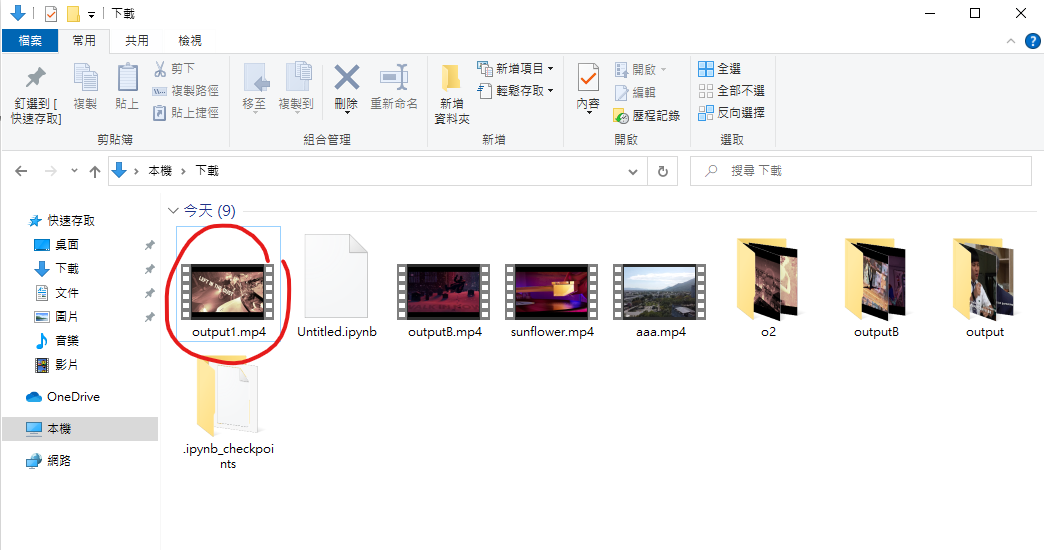 下載
檔案
常用
共用
檢視
釘選到 [
快速存取]
複製
貼上
剪下
複製路徑
貼上捷徑
剪貼簿
移至
複製到
刪除
重新命名
組合管理
新增
資料夾
新增項目
輕鬆存取
新增
內容
開啟
編輯
歷程記錄
開啟
全選
全部不選
反向選擇
選取
本機
下載
搜尋 下載
快速存取
桌面
下載
文件
圖片
音樂
影片
OneDrive
本機
網路
今天 (9)
output1.mp4
Untitled.ipynb
outputB.mp4
sunflower.mp4
aaa.mp4
o2
outputB
output
.ipynb_checkpoi
nts